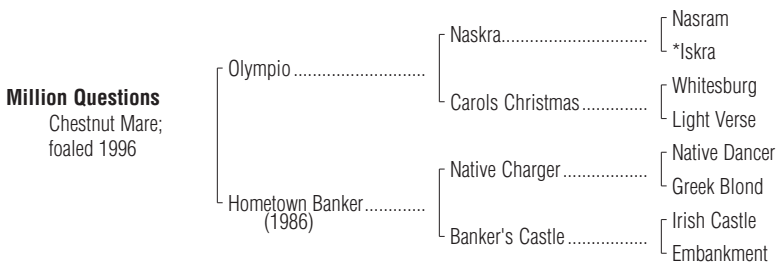 Million Questions
Chestnut Mare;
foaled 1996
Olympio
Hometown Banker
(1986)
Naskra
Carols Christmas
Native Charger
Banker's Castle
Nasram
*Iskra
Whitesburg
Light Verse
Native Dancer
Greek Blond
Irish Castle
Embankment